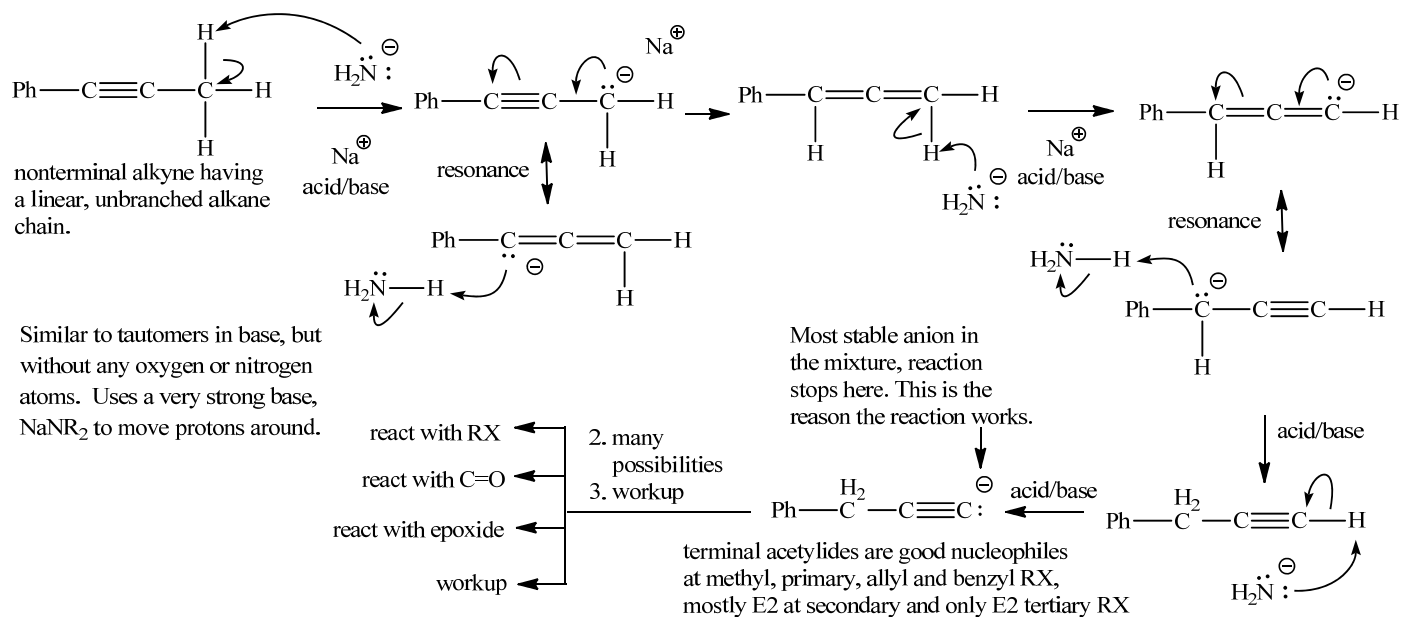 H
H₂N : ⊖
Na⊕
Ph—C≡C—C—H
H
Na⊕
acid/base
nonterminal alkyne having
a linear, unbranched alkane
chain.
Ph—C≡C—C—H
H
resonance
Ph—C=C=C—H
H
H₂N—H
Ph—C=C=C—H
H H
H₂N : ⊖
Na⊕
acid/base
Ph—C=C=C—H
H
resonance
H₂N—H
Ph—C—C≡C—H
H
Similar to tautomers in base, but
without any oxygen or nitrogen
atoms. Uses a very strong base,
NaNR₂ to move protons around.
Most stable anion in
the mixture, reaction
stops here. This is the
reason the reaction works.
acid/base
H₂
Ph—C—C≡C—H
H₂N : ⊖
acid/base
H₂
Ph—C—C≡C : ⊖
terminal acetylides are good nucleophiles
at methyl, primary, allyl and benzyl RX,
mostly E2 at secondary and only E2 tertiary RX
2. many
possibilities
3. workup
react with RX
react with C=O
react with epoxide
workup